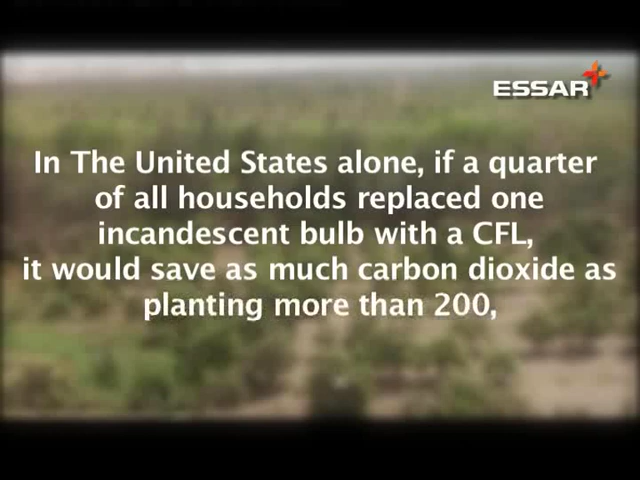 ESSAR
In The United States alone, if a quarter
of all households replaced one
incandescent bulb with a CFL,
it would save as much carbon dioxide as
planting more than 200,